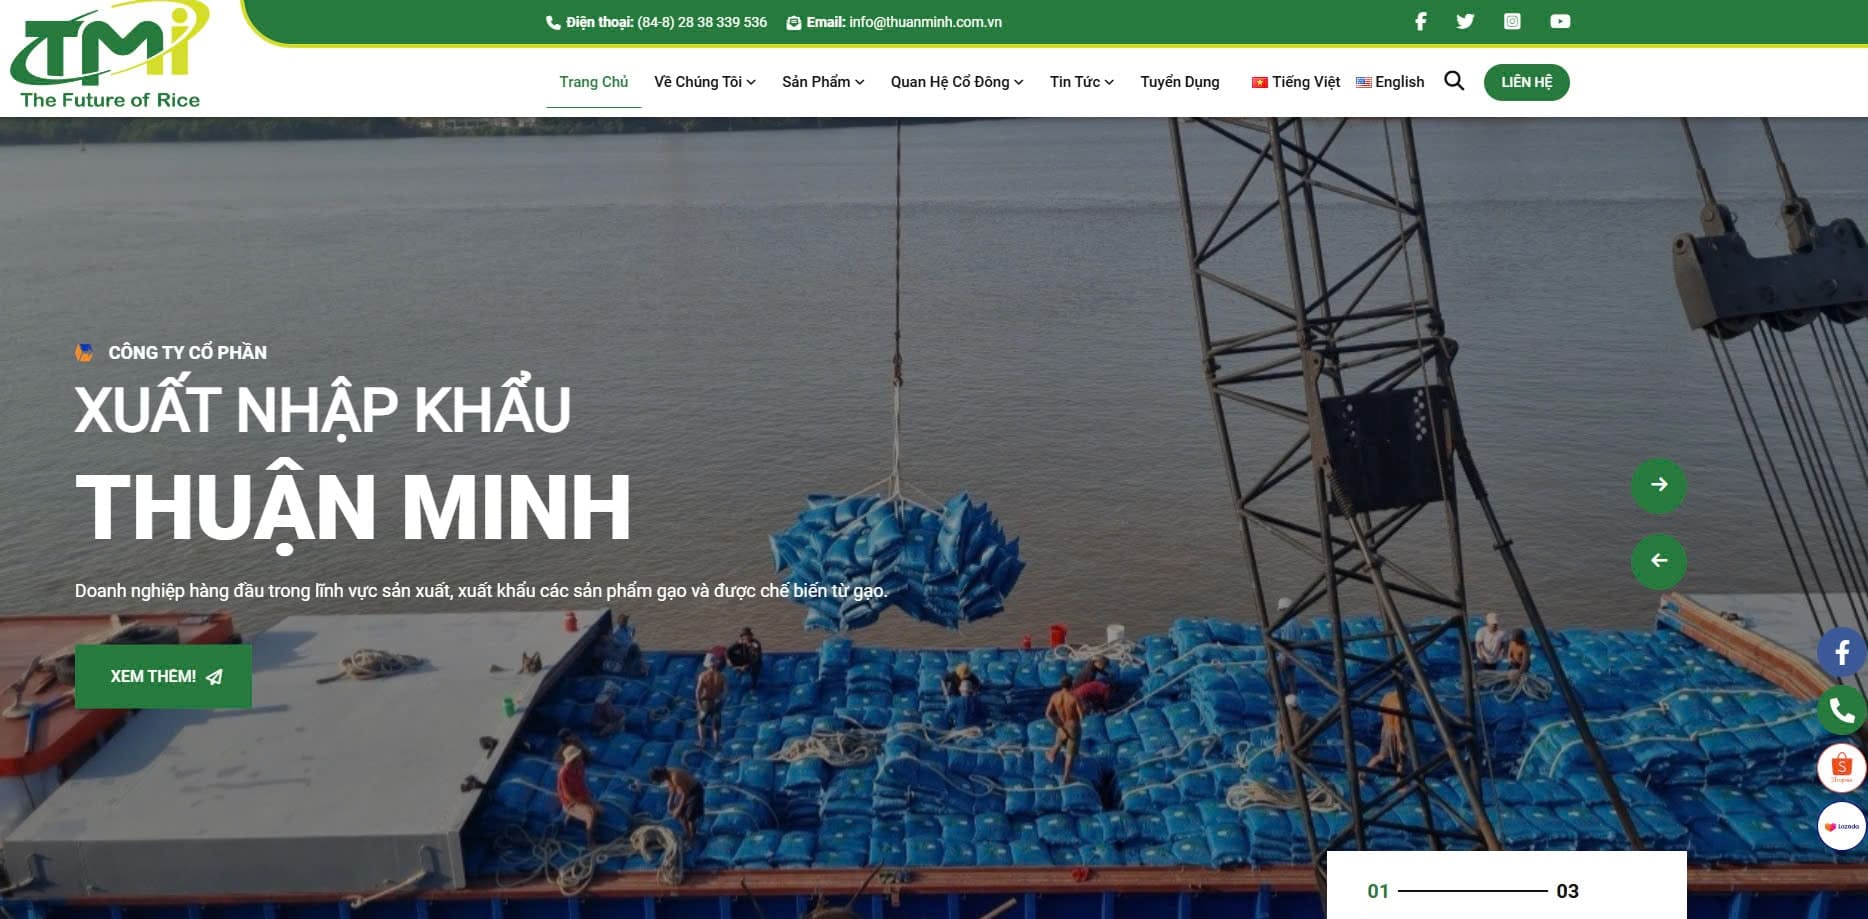 TMI
The Future of Rice
Điện thoại: (84-8) 28 38 339 536 Email: info@thuanminh.com.vn
Trang Chủ Về Chúng Tôi Sản Phẩm Quan Hệ Cổ Đông Tin Tức Tuyển Dụng Tiếng Việt English LIÊN HỆ
CÔNG TY CỔ PHẦN
XUẤT NHẬP KHẨU
THUẬN MINH
Doanh nghiệp hàng đầu trong lĩnh vực sản xuất, xuất khẩu các sản phẩm gạo và được chế biến từ gạo.
XEM THÊM!
Shopee
Lazada
01 03